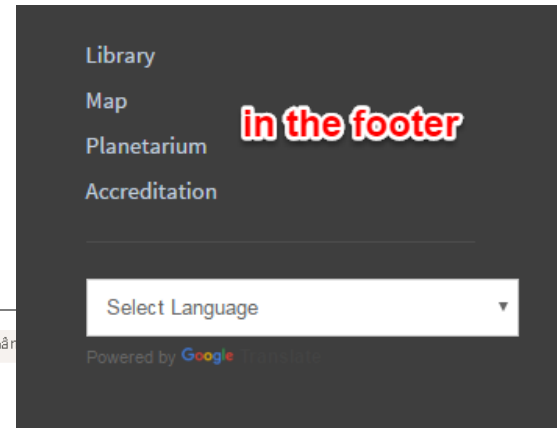 Library
Map
in the footer
Planetarium
Accreditation
Select Language
Powered by Google Translate